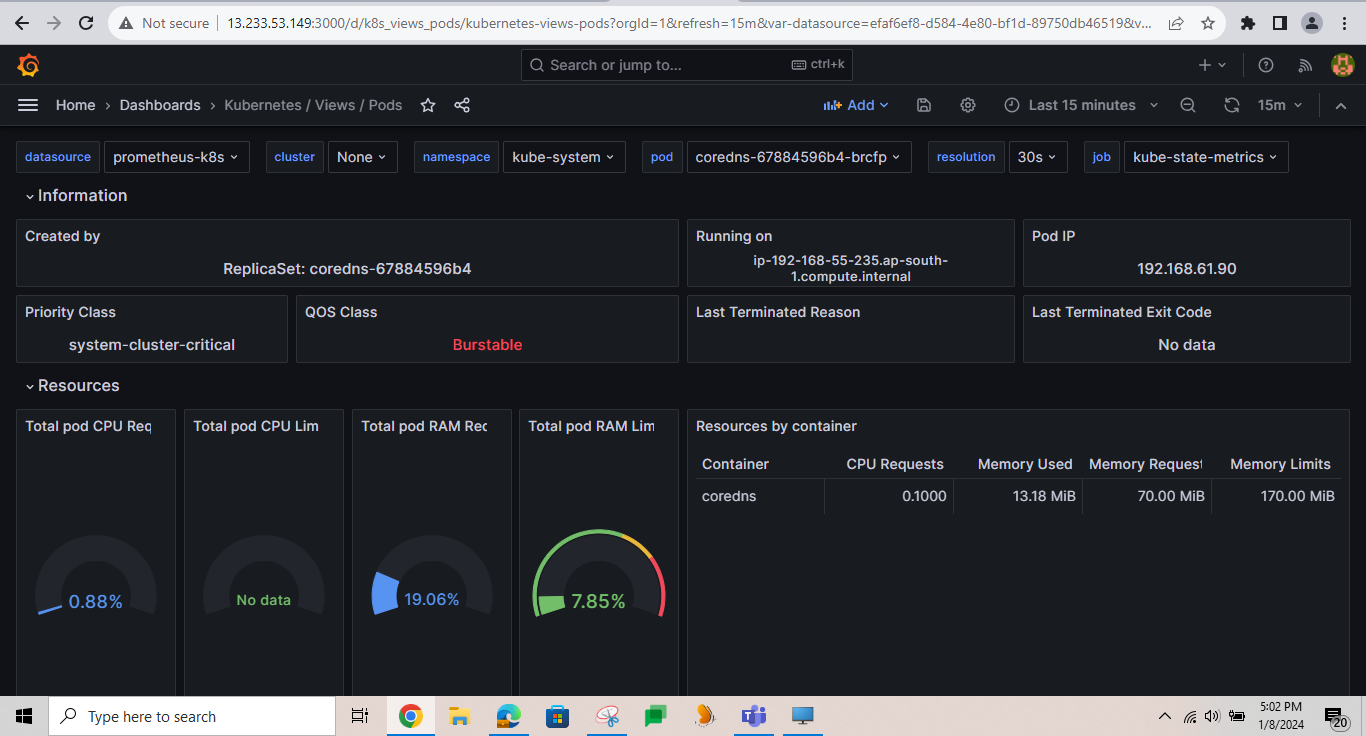 Not secure
13.233.53.149:3000/d/k8s_views_pods/kubernetes-views-pods?orgId=1&refresh=15m&var-datasource=efaf6ef8-d584-4e80-bf1d-89750db46519&v...
Search or jump to...
ctrl+k
Home
Dashboards
Kubernetes / Views / Pods
Add
Last 15 minutes
15m
datasource
prometheus-k8s
cluster
None
namespace
kube-system
pod
coredns-67884596b4-brcfp
resolution
30s
job
kube-state-metrics
Information
Created by
ReplicaSet: coredns-67884596b4
Running on
ip-192-168-55-235.ap-south-
1.compute.internal
Pod IP
192.168.61.90
Priority Class
system-cluster-critical
QOS Class
Burstable
Last Terminated Reason
Last Terminated Exit Code
No data
Resources
Total pod CPU Req
0.88%
Total pod CPU Lim
No data
Total pod RAM Rec
19.06%
Total pod RAM Lim
7.85%
Resources by container
Container CPU Requests Memory Used Memory Request Memory Limits
coredns 0.1000 13.18 MiB 70.00 MiB 170.00 MiB
Type here to search
5:02 PM
1/8/2024
20